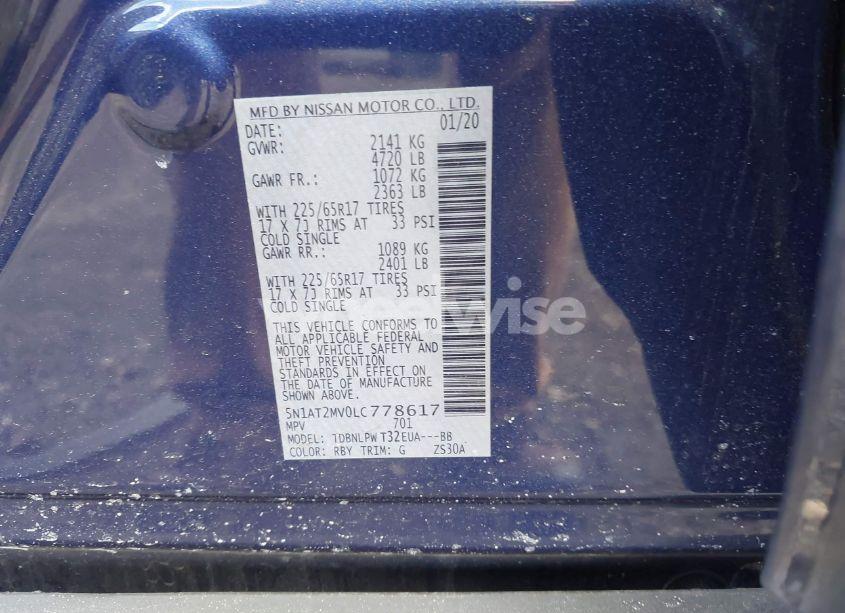 MFD BY NISSAN MOTOR CO., LTD.
DATE: 01/20
GVWR: 2141 KG
4720 LB
GAWR FR.: 1072 KG
2363 LB
WITH 225/65R17 TIRES
17 X 7J RIMS AT 33 PSI
COLD SINGLE
GAWR RR.: 1089 KG
2401 LB
WITH 225/65R17 TIRES
17 X 7J RIMS AT 33 PSI
COLD SINGLE
THIS VEHICLE CONFORMS TO
ALL APPLICABLE FEDERAL
MOTOR VEHICLE SAFETY AND
THEFT PREVENTION
STANDARDS IN EFFECT ON
THE DATE OF MANUFACTURE
SHOWN ABOVE.
5N1AT2MV0LC778617
MPV 701
MODEL: TDBNLPW T32EUA---BB
COLOR: RBY TRIM: G ZS30A